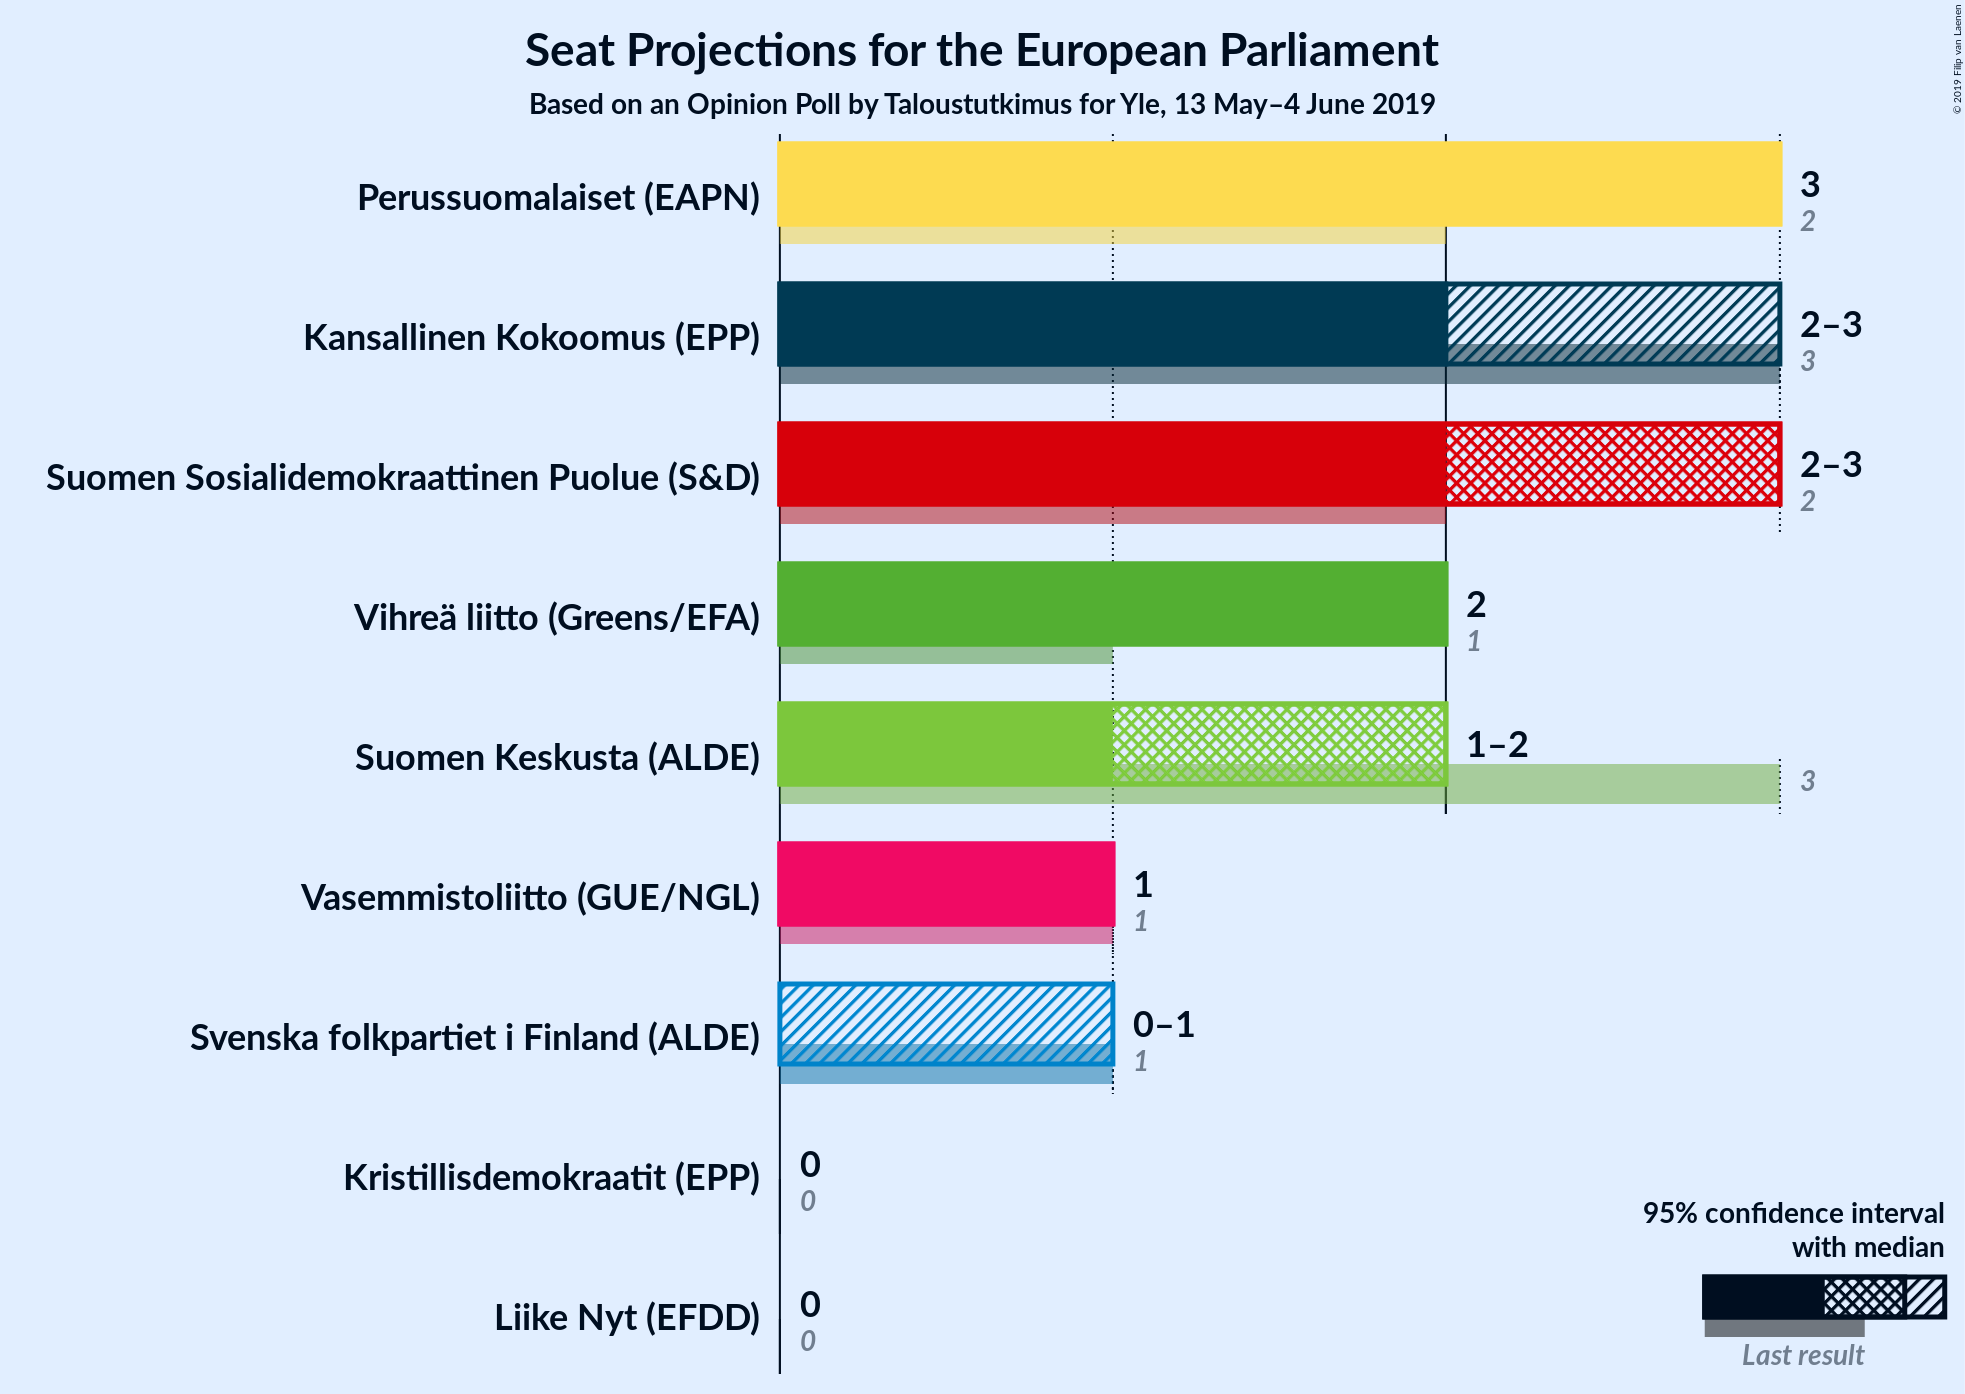 Seat Projections for the European Parliament
Based on an Opinion Poll by Taloustutkimus for Yle, 13 May–4 June 2019
© 2019 Filip van Laenen
Perussuomalaiset (EAPN)
3
2
Kansallinen Kokoomus (EPP)
2–3
3
Suomen Sosialidemokraattinen Puolue (S&D)
2–3
2
Vihreä liitto (Greens/EFA)
2
1
Suomen Keskusta (ALDE)
1–2
3
Vasemmistoliitto (GUE/NGL)
1
1
Svenska folkpartiet i Finland (ALDE)
0–1
1
Kristillisdemokraatit (EPP)
0
0
Liike Nyt (EFDD)
0
0
95% confidence interval
with median
Last result